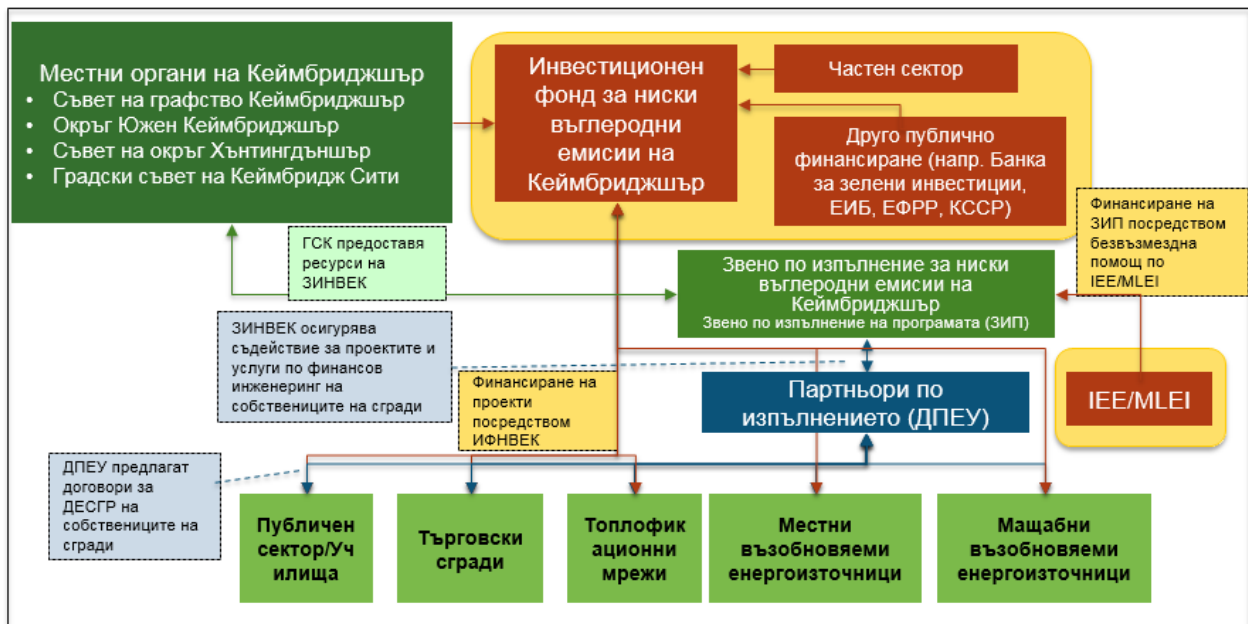 Местни органи на Кеймбриджшър
• Съвет на графство Кеймбриджшър
• Окръг Южен Кеймбриджшър
• Съвет на окръг Хънтингдъншър
• Градски съвет на Кеймбридж Сити
Инвестиционен
фонд за ниски
въглеродни
емисии на
Кеймбриджшър
Частен сектор
Друго публично
финансиране (напр. Банка
за зелени инвестиции,
ЕИБ, ЕФРР, КССР)
Финансиране на
ЗИП посредством
безвъзмездна
помощ по
IEE/MLEI
ГСК предоставя
ресурси на
ЗИНВЕК
Звено по изпълнение за ниски
въглеродни емисии на
Кеймбриджшър
Звено по изпълнение на програмата (ЗИП)
ЗИНВЕК осигурява
съдействие за проектите и
услуги по финансов
инженеринг на
собствениците на сгради
Финансиране на
проекти
посредством
ИФНВЕК
Партньори по
изпълнението (ДПЕУ)
IEE/MLEI
ДПЕУ предлагат
договори за
ДЕСГР на
собствениците на
сгради
Публичен
сектор/Уч
илища
Търговски
сгради
Топлофик
ационни
мрежи
Местни
възобновяеми
енергоизточници
Мащабни
възобновяеми
енергоизточници